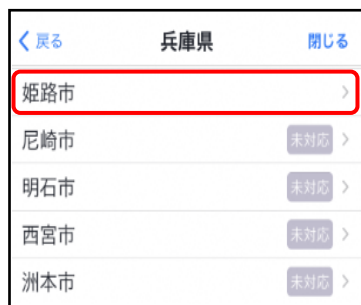 戻る 兵庫県 閉じる
姫路市
尼崎市 未対応
明石市 未対応
西宮市 未対応
洲本市 未対応